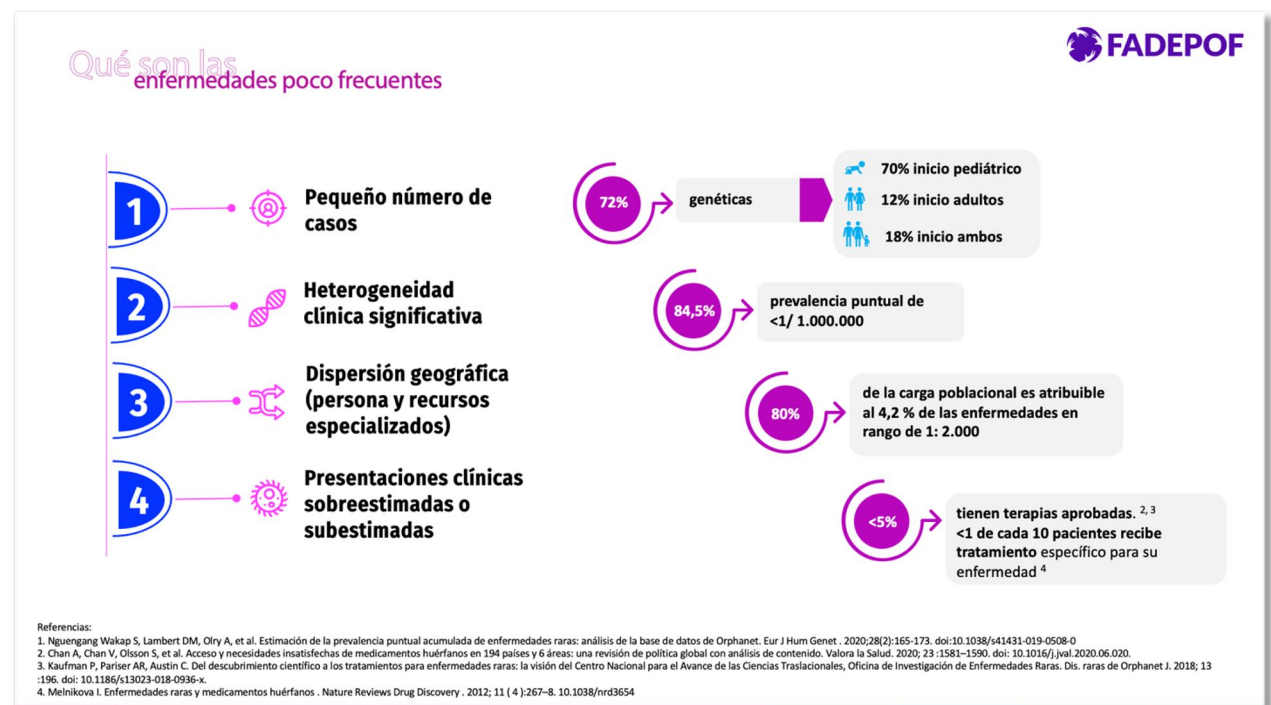 Qué son las
enfermedades poco frecuentes
FADEPOF
1
Pequeño número de
casos
2
Heterogeneidad
clínica significativa
3
Dispersión geográfica
(persona y recursos
especializados)
4
Presentaciones clínicas
sobreestimadas o
subestimadas
72%
genéticas
70% inicio pediátrico
12% inicio adultos
18% inicio ambos
84,5%
prevalencia puntual de
<1/ 1.000.000
80%
de la carga poblacional es atribuible
al 4,2 % de las enfermedades en
rango de 1: 2.000
<5%
tienen terapias aprobadas. 2, 3
<1 de cada 10 pacientes recibe
tratamiento específico para su
enfermedad 4
Referencias:
1. Nguengang Wakap S, Lambert DM, Olry A, et al. Estimación de la prevalencia puntual acumulada de enfermedades raras: análisis de la base de datos de Orphanet. Eur J Hum Genet . 2020;28(2):165-173. doi:10.1038/s41431-019-0508-0
2. Chan A, Chan V, Olsson S, et al. Acceso y necesidades insatisfechas de medicamentos huérfanos en 194 países y 6 áreas: una revisión de política global con análisis de contenido. Valora la Salud. 2020; 23 :1581–1590. doi: 10.1016/j.jval.2020.06.020.
3. Kaufman P, Pariser AR, Austin C. Del descubrimiento científico a los tratamientos para enfermedades raras: la visión del Centro Nacional para el Avance de las Ciencias Traslacionales, Oficina de Investigación de Enfermedades Raras. Dis. raras de Orphanet J. 2018; 13
:196. doi: 10.1186/s13023-018-0936-x.
4. Melnikova I. Enfermedades raras y medicamentos huérfanos . Nature Reviews Drug Discovery . 2012; 11 ( 4 ):267–8. 10.1038/nrd3654